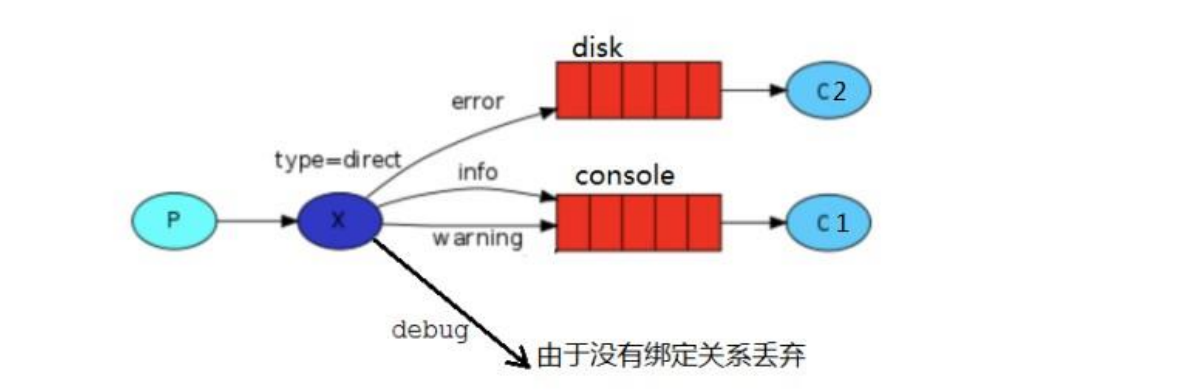 disk
error
C2
type=direct
info
console
P
X
warning
C1
debug
由于没有绑定关系丢弃